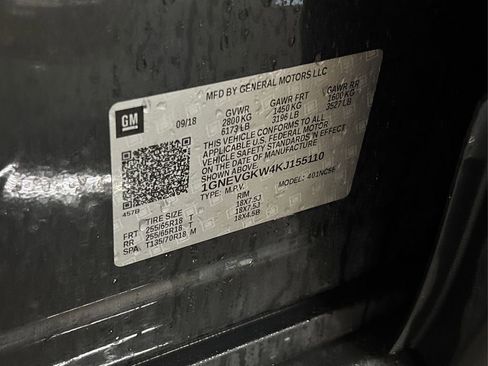 GM
MFD BY GENERAL MOTORS LLC
09/18
GVWR GAWR FRT GAWR RR
2800 KG 1450 KG 1600 KG
6173 LB 3196 LB 3527 LB
THIS VEHICLE CONFORMS TO ALL
APPLICABLE U.S. FEDERAL MOTOR
VEHICLE SAFETY STANDARDS IN EFFECT
ON THE DATE OF MANUFACTURE
SHOWN ABOVE.
1GNEVGKW4KJ155110
TYPE: M.P.V. MODEL: 401NC56
457B
TIRE SIZE RIM
FRT 255/65R18 T 18X7.5J
RR 255/65R18 T 18X7.5J
SPA T135/70R18 M 18X4.5B